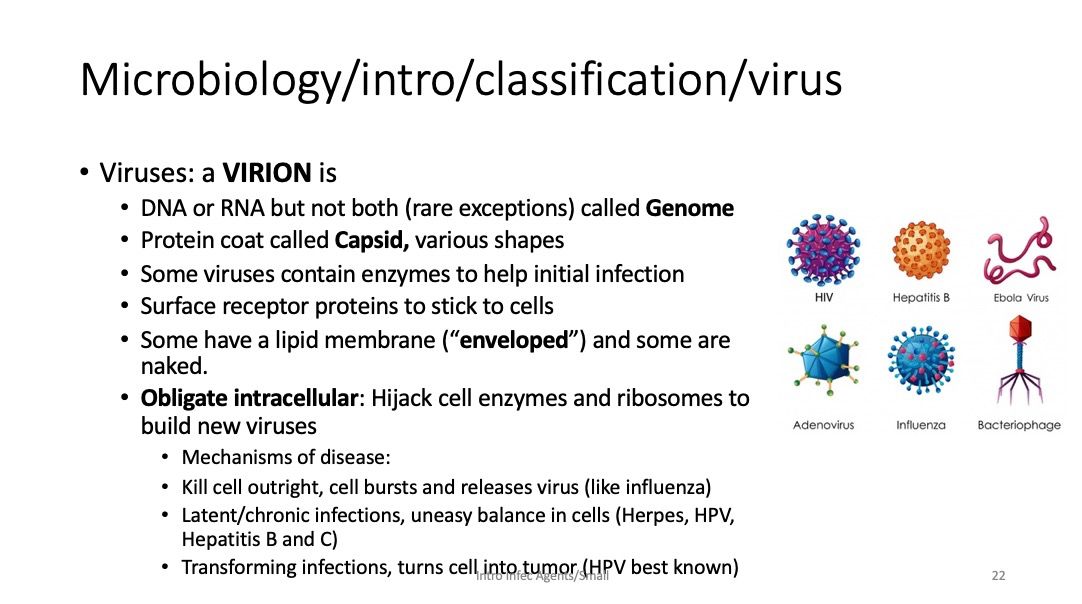 Microbiology/intro/classification/virus
• Viruses: a VIRION is
• DNA or RNA but not both (rare exceptions) called Genome
• Protein coat called Capsid, various shapes
• Some viruses contain enzymes to help initial infection
• Surface receptor proteins to stick to cells
• Some have a lipid membrane (“enveloped”) and some are
naked.
• Obligate intracellular: Hijack cell enzymes and ribosomes to
build new viruses
• Mechanisms of disease:
• Kill cell outright, cell bursts and releases virus (like influenza)
• Latent/chronic infections, uneasy balance in cells (Herpes, HPV,
Hepatitis B and C)
• Transforming infections, turns cell into tumor (HPV best known)
HIV
Hepatitis B
Ebola Virus
Adenovirus
Influenza
Bacteriophage
Intro Infec Agents/Small
22